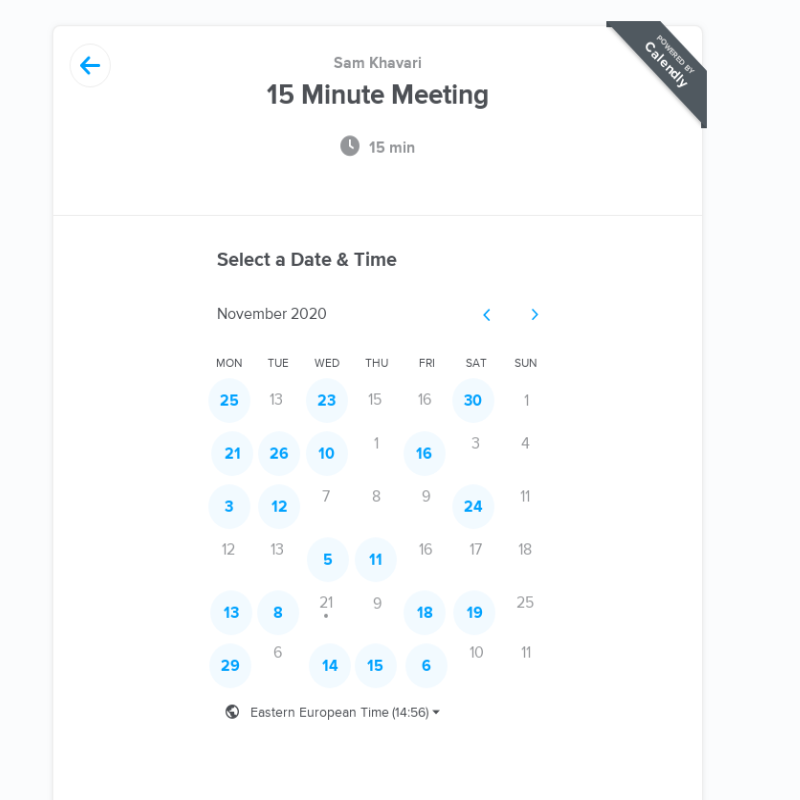 POWERED BY
Calendly
Sam Khavari
15 Minute Meeting
15 min
Select a Date & Time
November 2020
MON TUE WED THU FRI SAT SUN
25 13 23 15 16 30 1
21 26 10 1 16 3 4
3 12 7 8 9 24 11
12 13 5 11 16 17 18
13 8 21 9 18 19 25
29 6 14 15 6 10 11
Eastern European Time (14:56)